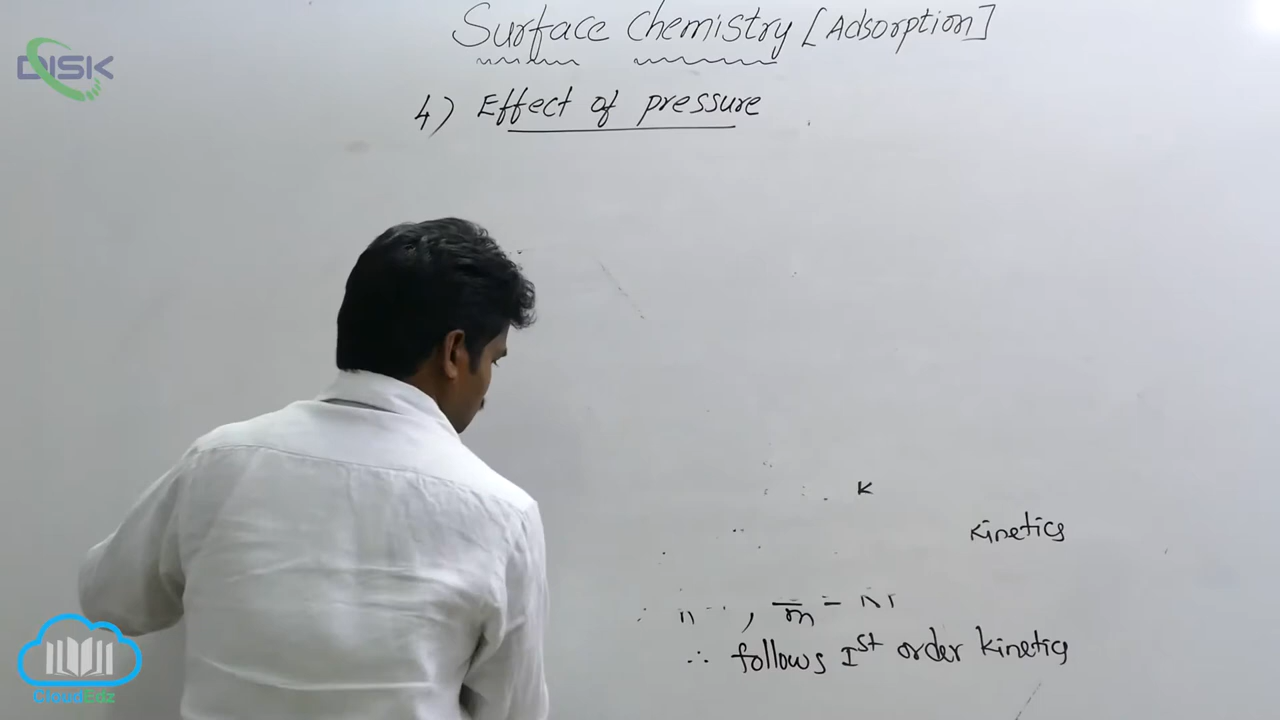 Surface Chemistry [Adsorption]
DISK
4) Effect of pressure
K
Kinetics
, m =
∴ follows Ist order kinetics
CloudEdz